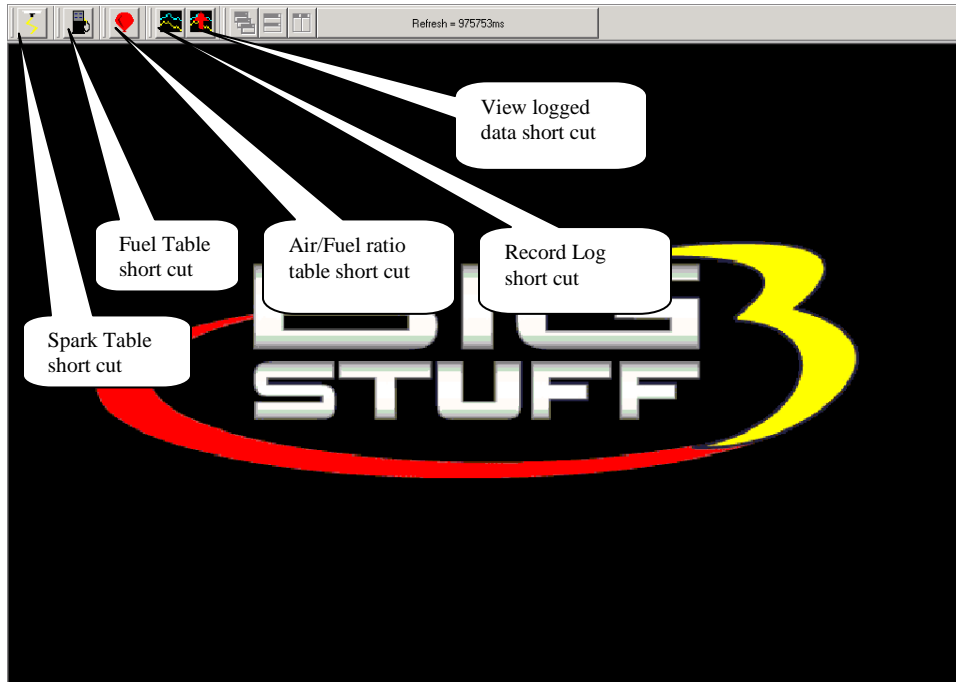 Refresh = 975753ms
View logged
data short cut
Fuel Table
short cut
Air/Fuel ratio
table short cut
Record Log
short cut
Spark Table
short cut
BIG
STUFF
3